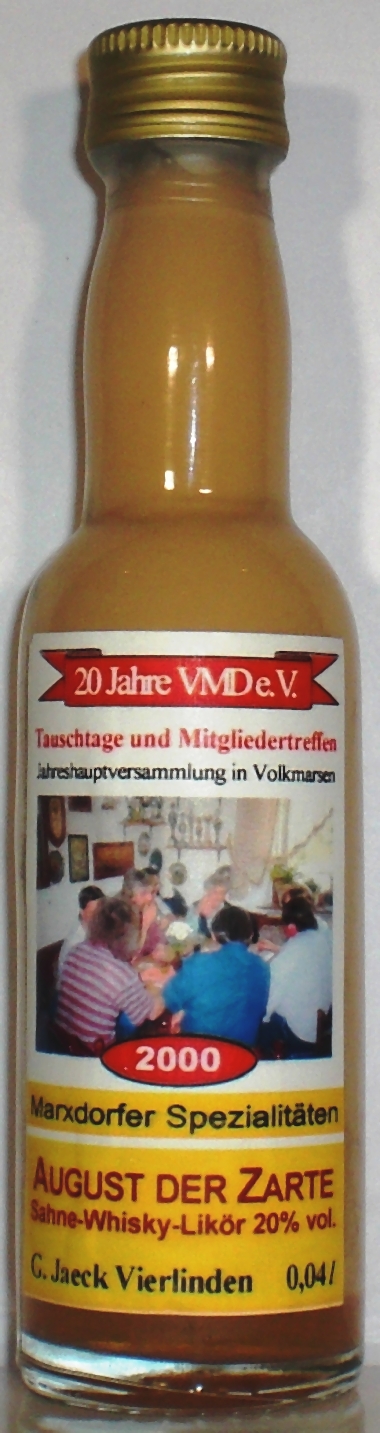 20 Jahre VMD e.V.
Tauschtage und Mitgliedertreffen
Jahreshauptversammlung in Volkmarsen
2000
Marxdorfer Spezialitäten
AUGUST DER ZARTE
Sahne-Whisky-Likör 20% vol.
G. Jaeck Vierlinden 0,04 l